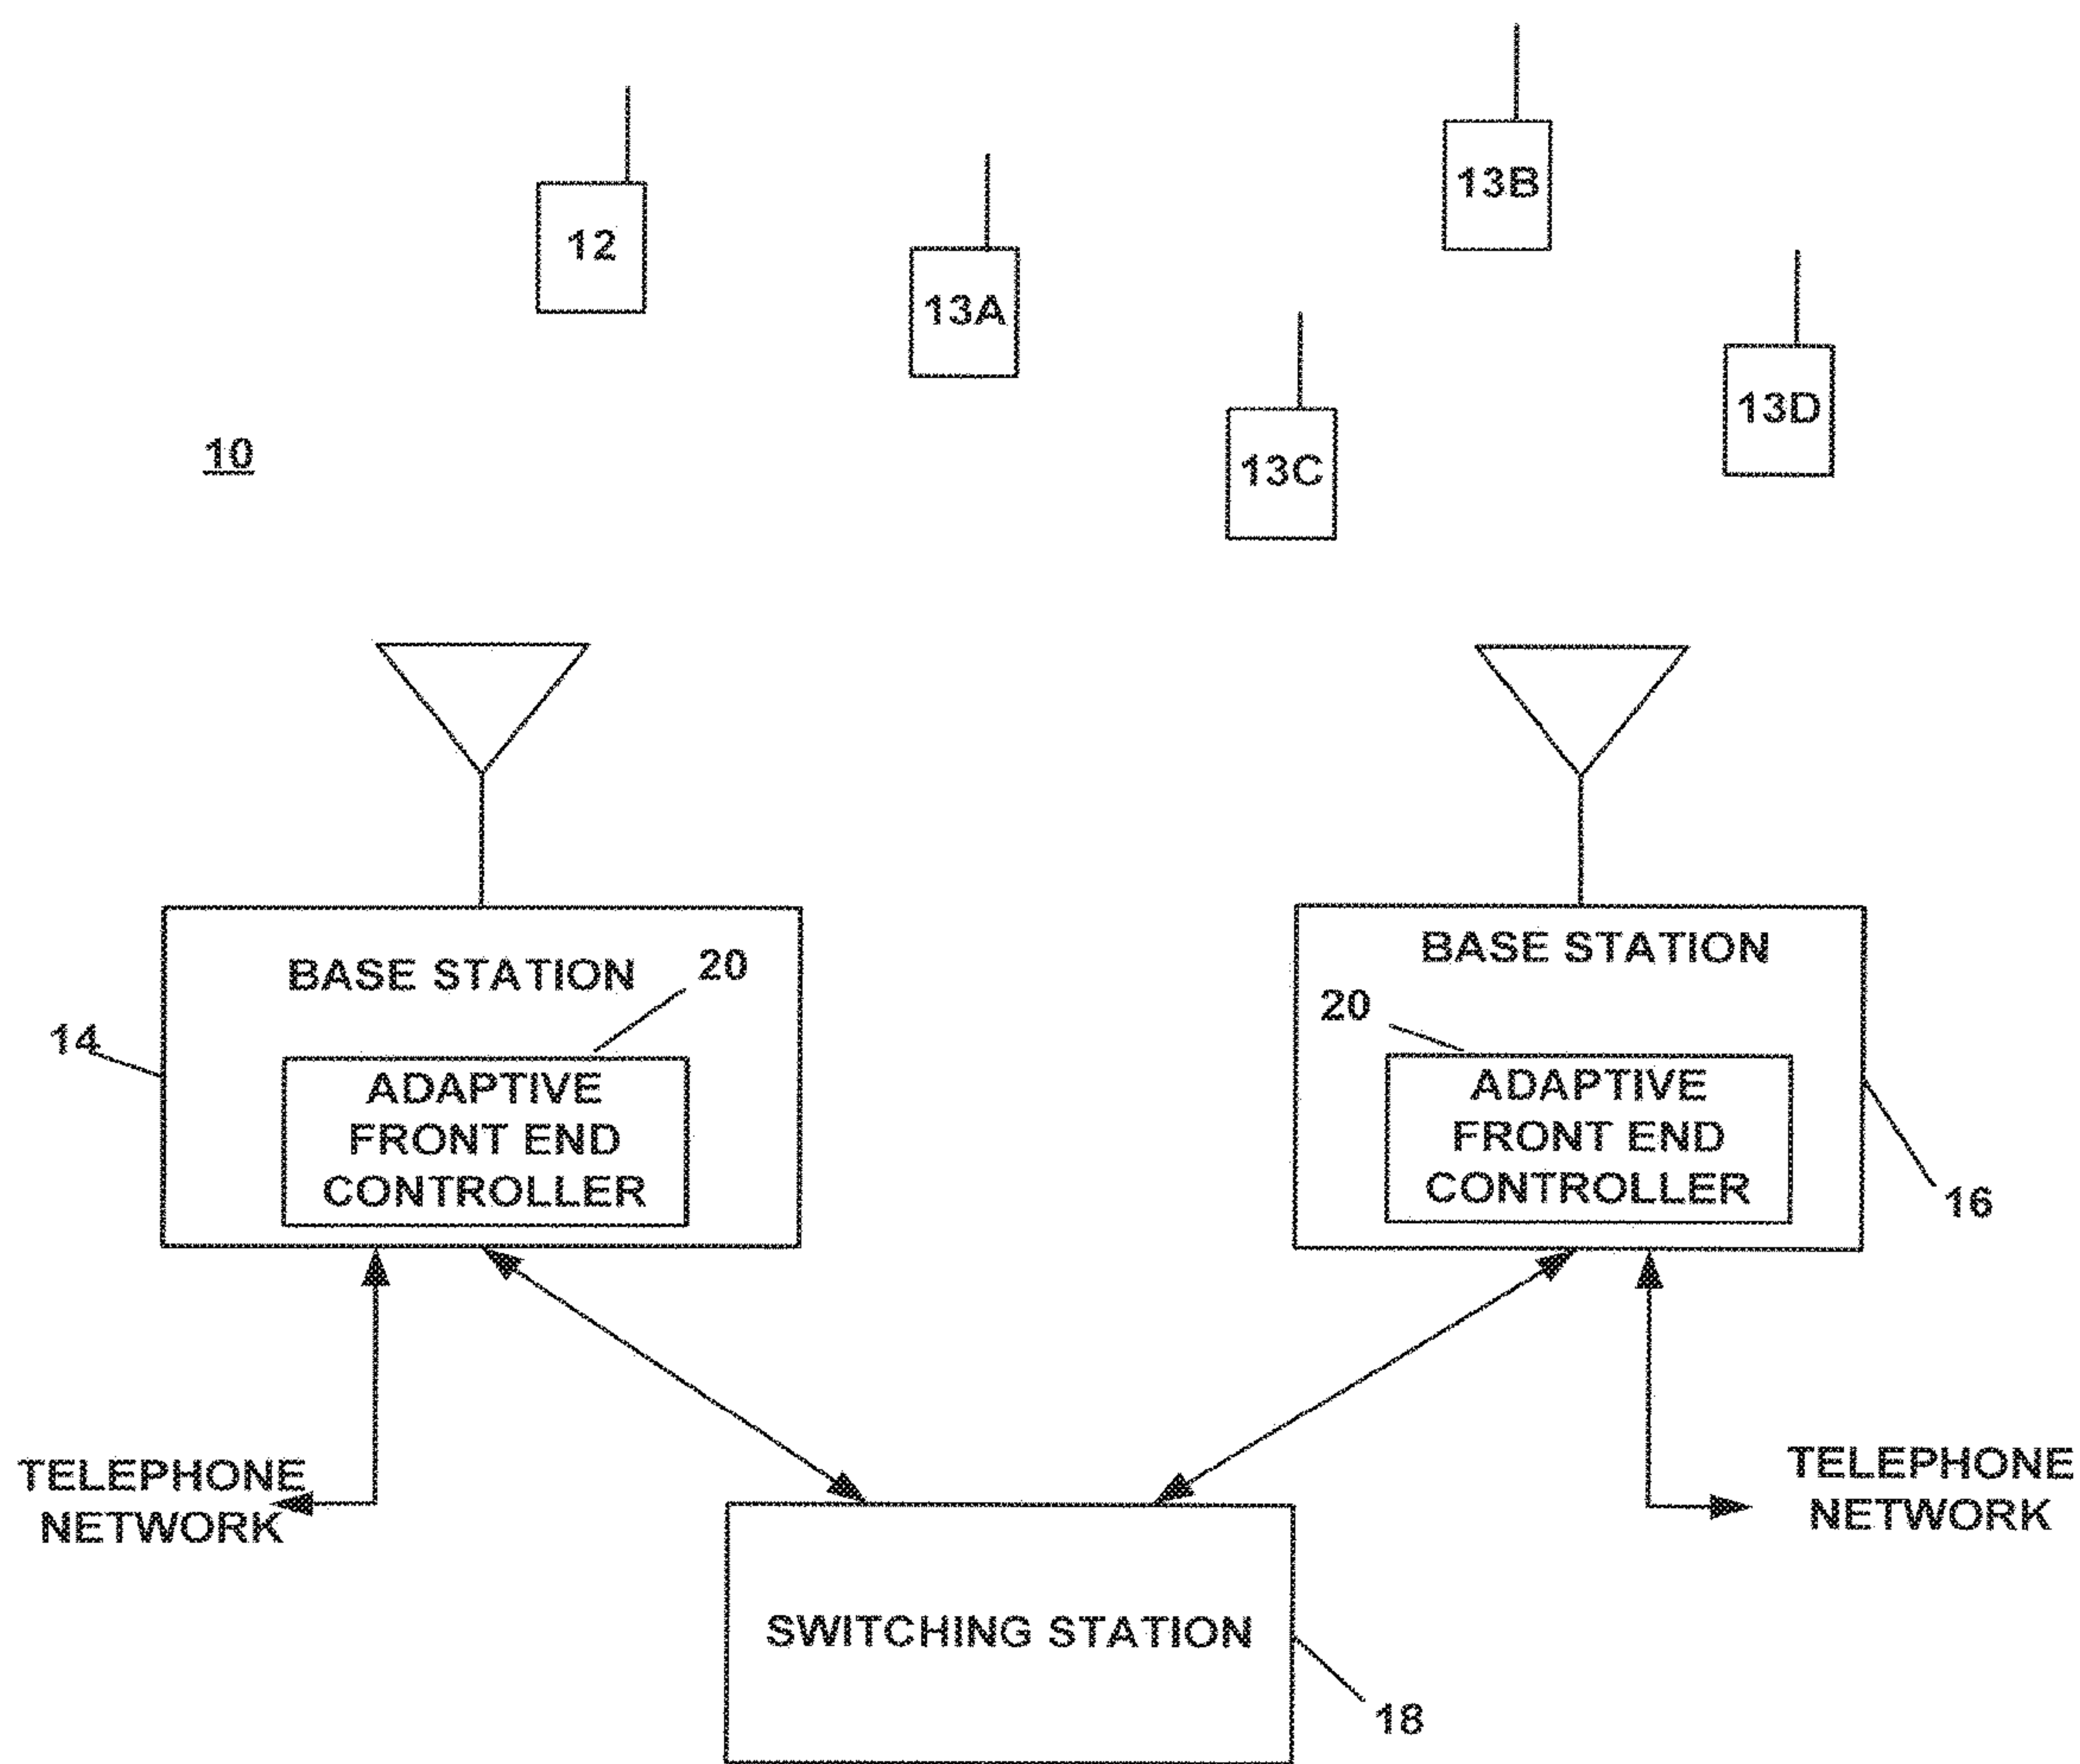 13B
12
13A
13D
10
13C
BASE STATION
20
14
ADAPTIVE
FRONT END
CONTROLLER
BASE STATION
20
ADAPTIVE
FRONT END
CONTROLLER
16
TELEPHONE
NETWORK
TELEPHONE
NETWORK
SWITCHING STATION
18